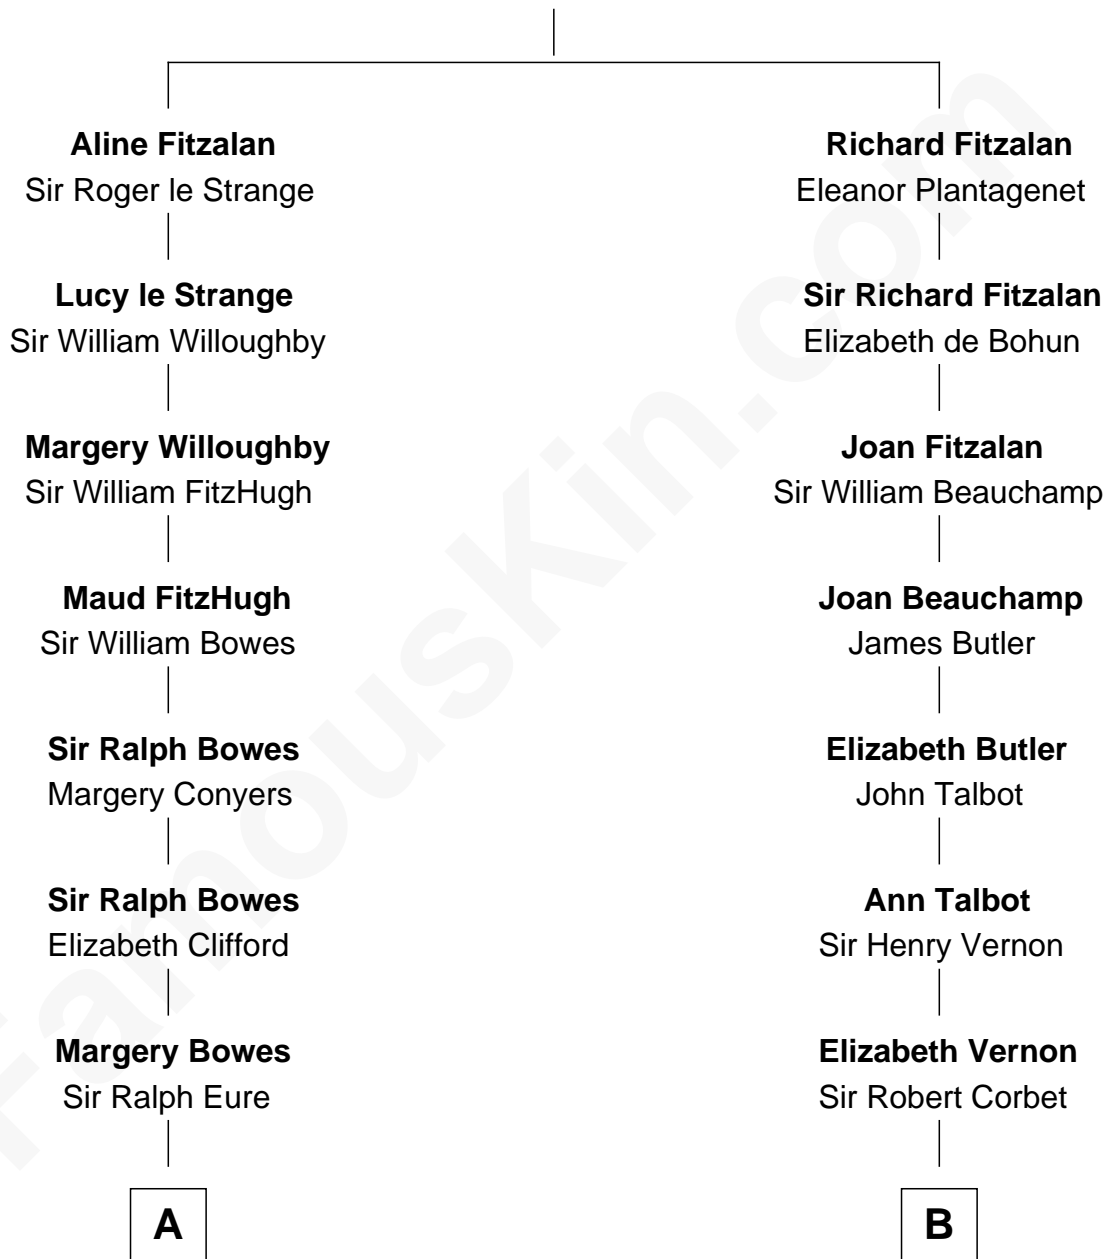 Aline Fitzalan
Sir Roger le Strange
Lucy le Strange
Sir William Willoughby
Margery Willoughby
Sir William FitzHugh
Maud FitzHugh
Sir William Bowes
Sir Ralph Bowes
Margery Conyers
Sir Ralph Bowes
Elizabeth Clifford
Margery Bowes
Sir Ralph Eure
A
Richard Fitzalan
Eleanor Plantagenet
Sir Richard Fitzalan
Elizabeth de Bohun
Joan Fitzalan
Sir William Beauchamp
Joan Beauchamp
James Butler
Elizabeth Butler
John Talbot
Ann Talbot
Sir Henry Vernon
Elizabeth Vernon
Sir Robert Corbet
B
FamousKin.com